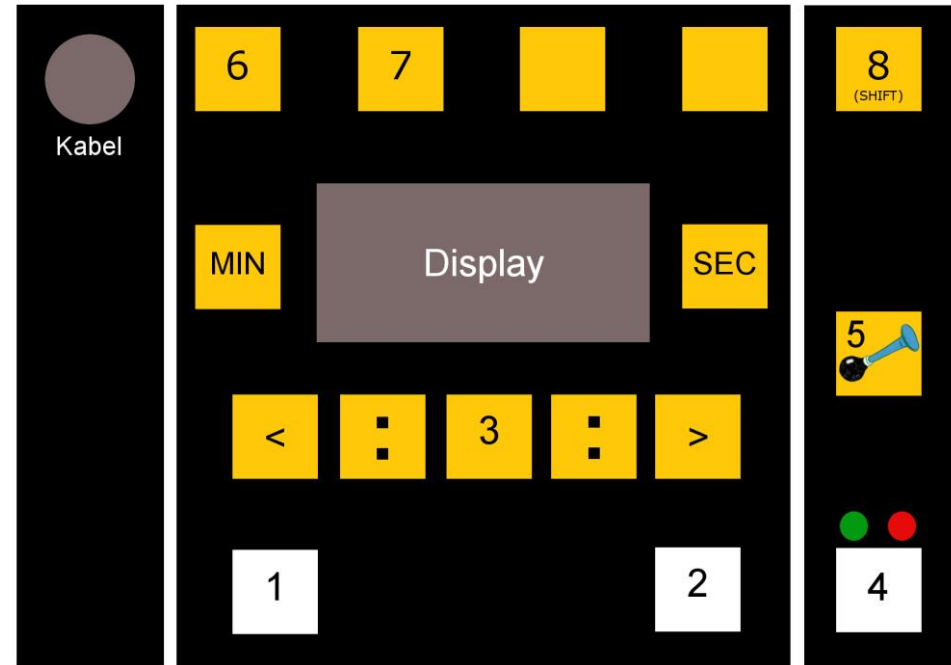 6 7 8
(SHIFT)
Kabel
MIN Display SEC
5
< : 3 : >
1 2 4